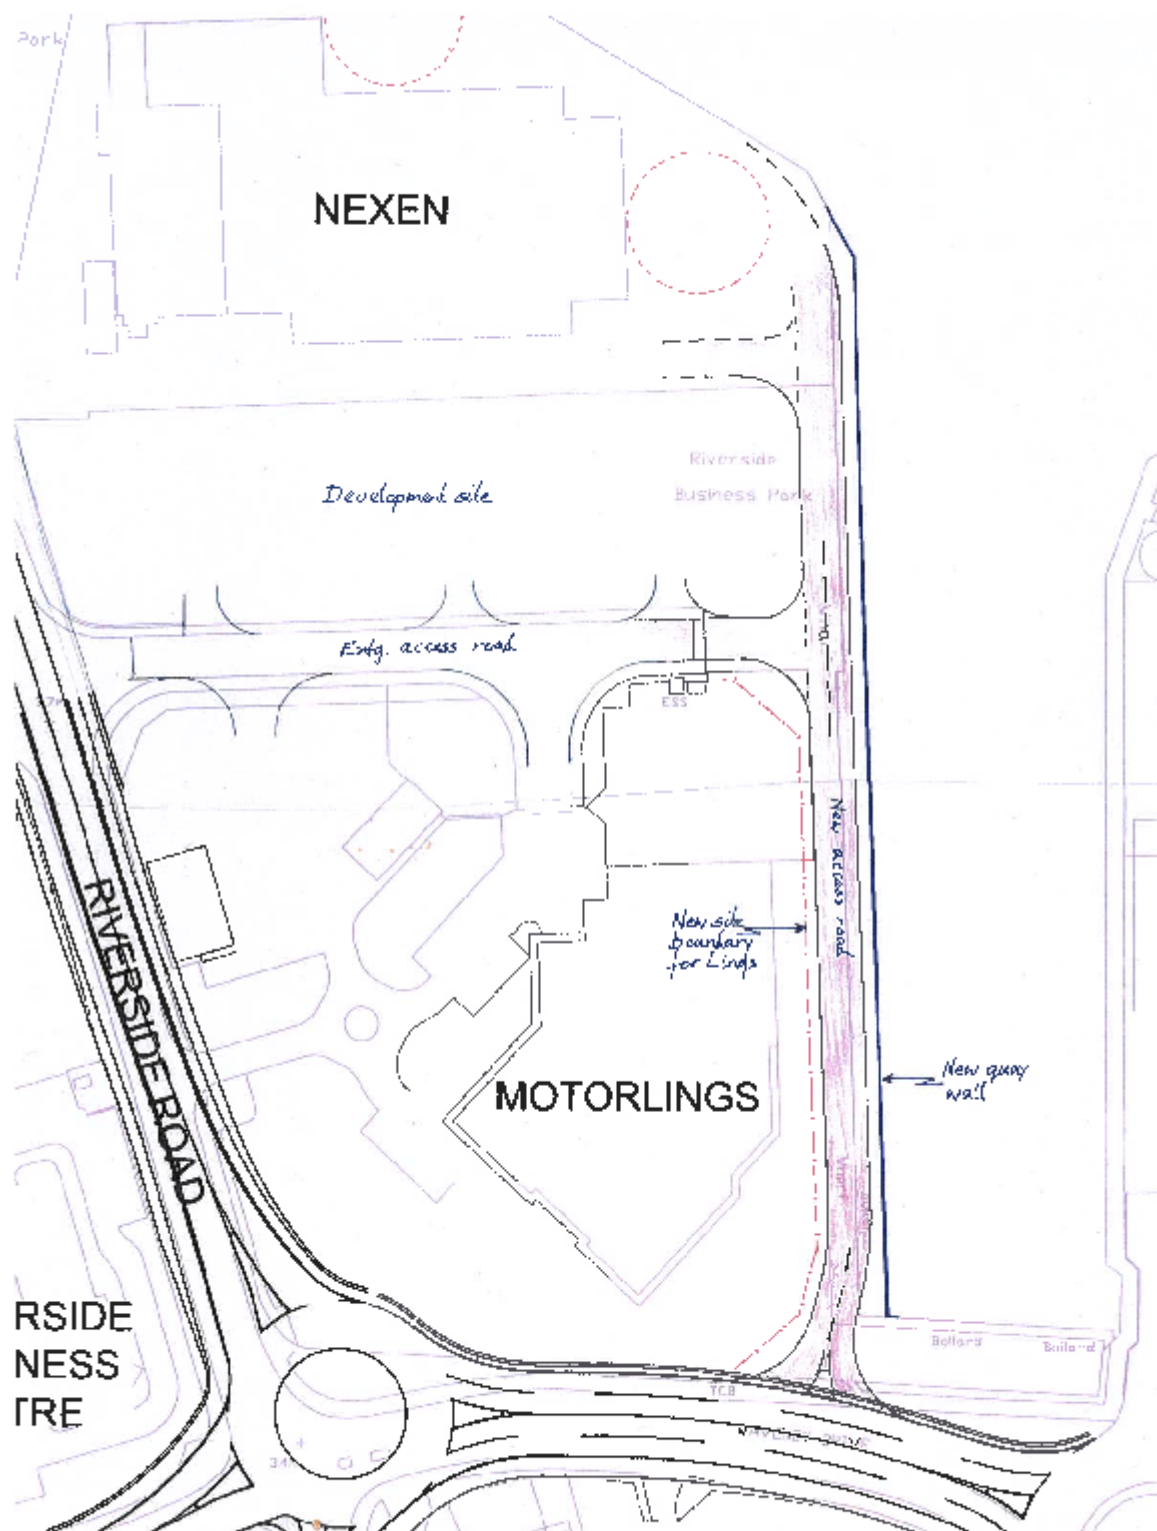 Park
NEXEN
Riverside
Business Park
Development site
Extg. access road
ESS
New access road
New site
boundary
for Lings
RIVERSIDE ROAD
MOTORLINGS
New quay
wall
RSIDE
NESS
TRE
Bollard
Bollard
TCB